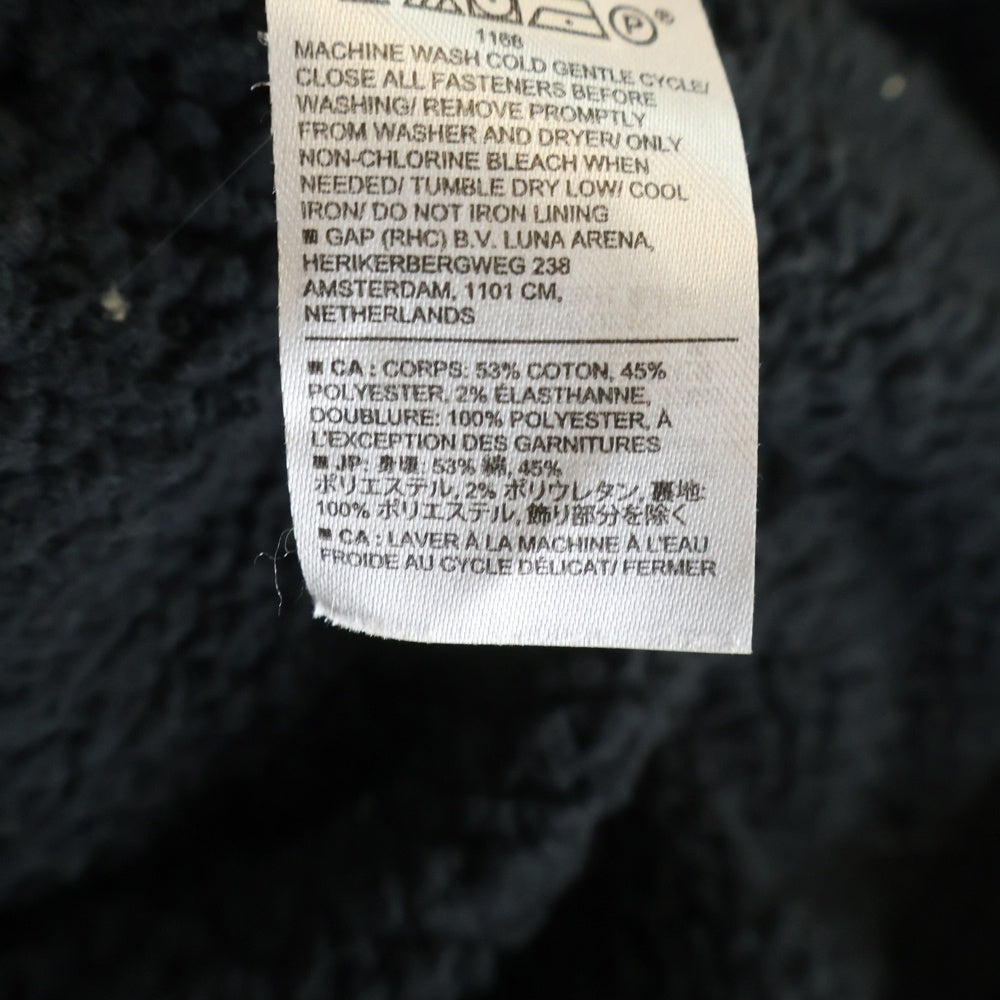 P®
1166
MACHINE WASH COLD GENTLE CYCLE/
CLOSE ALL FASTENERS BEFORE
WASHING/ REMOVE PROMPTLY
FROM WASHER AND DRYER/ ONLY
NON-CHLORINE BLEACH WHEN
NEEDED/ TUMBLE DRY LOW/ COOL
IRON/ DO NOT IRON LINING
■ GAP (RHC) B.V. LUNA ARENA,
HERIKERBERGWEG 238
AMSTERDAM, 1101 CM,
NETHERLANDS
■ CA : CORPS: 53% COTON, 45%
POLYESTER, 2% ÉLASTHANNE,
DOUBLURE: 100% POLYESTER, À
L'EXCEPTION DES GARNITURES
■ JP: 身頃: 53% 綿, 45%
ポリエステル, 2% ポリウレタン, 裏地:
100% ポリエステル, 飾り部分を除く
■ CA : LAVER À LA MACHINE À L'EAU
FROIDE AU CYCLE DÉLICAT/ FERMER